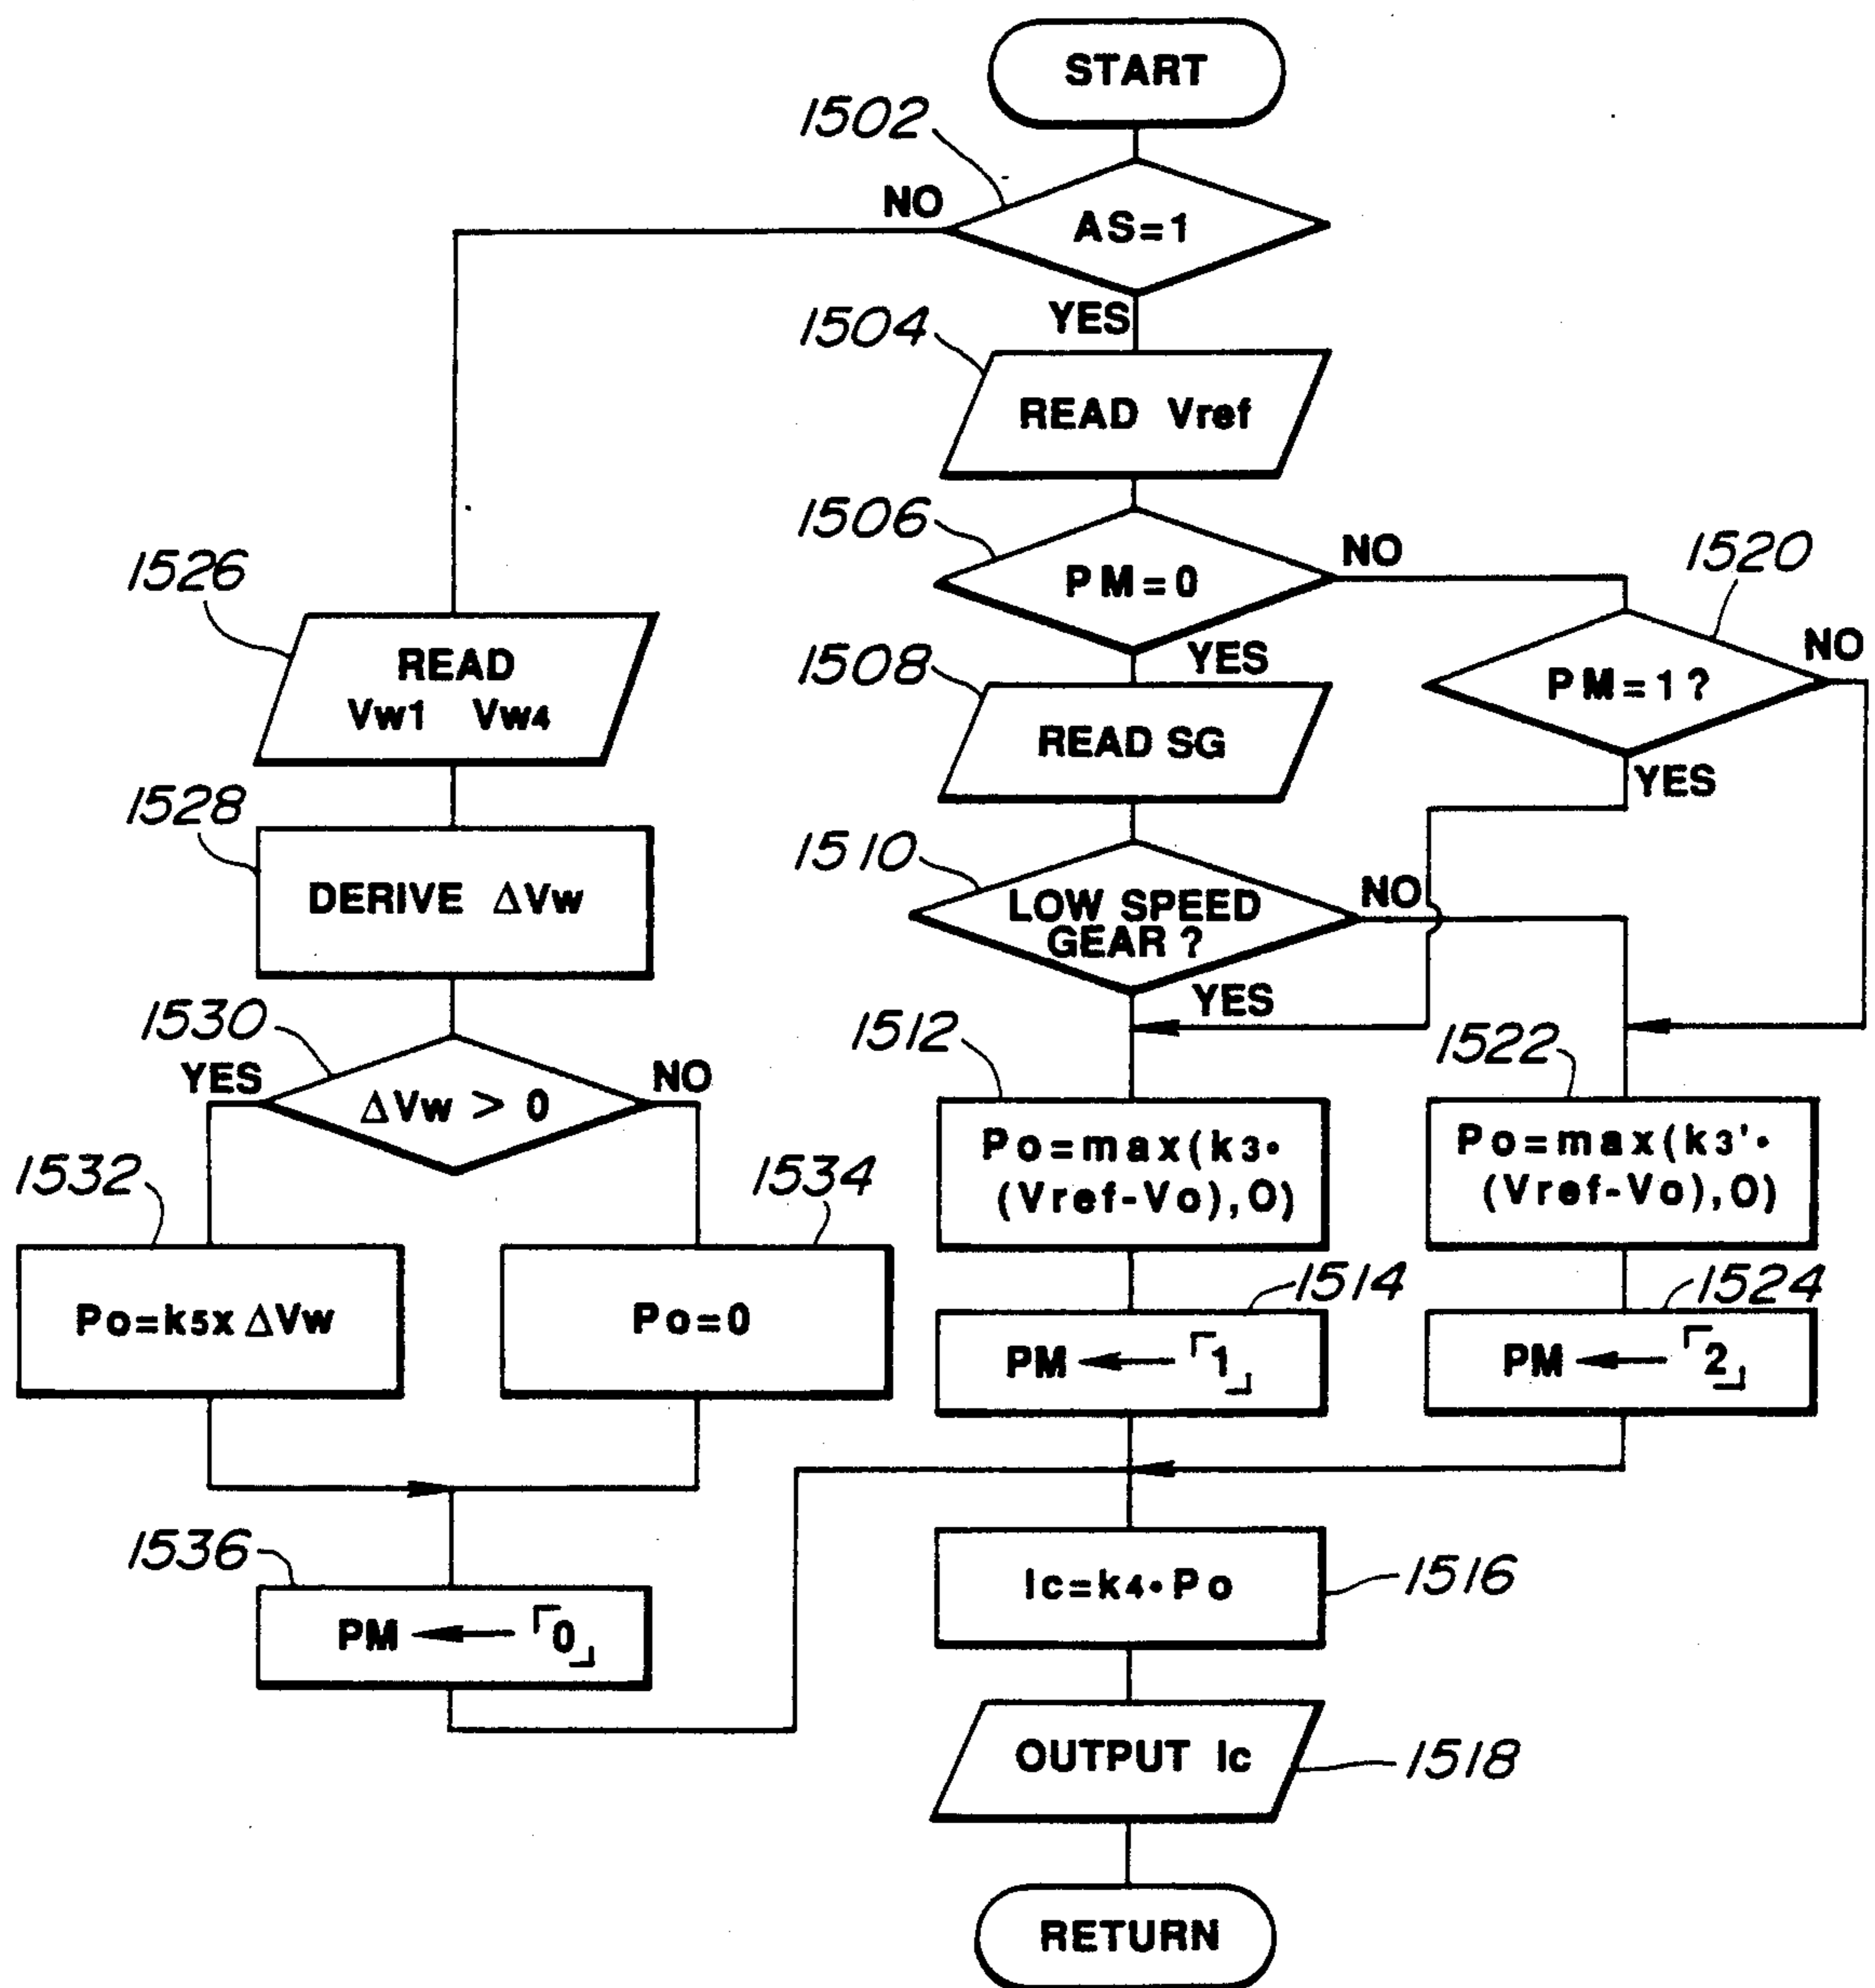 START
1502
NO
AS=1
YES
1504
READ Vref
1506
PM=0
NO
1520
YES
PM=1?
NO
YES
1526
READ
Vw1 Vw4
1508
READ SG
1528
DERIVE ΔVw
1510
LOW SPEED
GEAR?
NO
YES
1530
YES
ΔVw > 0
NO
1512
Po=max(k3•
(Vref-Vo),0)
1522
Po=max(k3'•
(Vref-Vo),0)
1532
Po=k5x ΔVw
1534
Po=0
1514
PM ← 「1」
1524
PM ← 「2」
1536
PM ← 「0」
Ic=k4•Po
1516
OUTPUT Ic
1518
RETURN